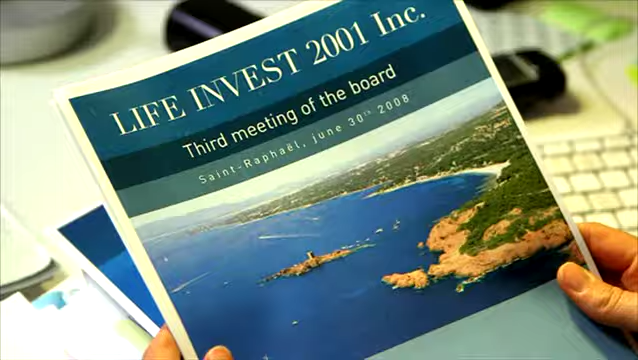 LIFE INVEST 2001 Inc.
Third meeting of the board
Saint-Raphaël, june 30th 2008